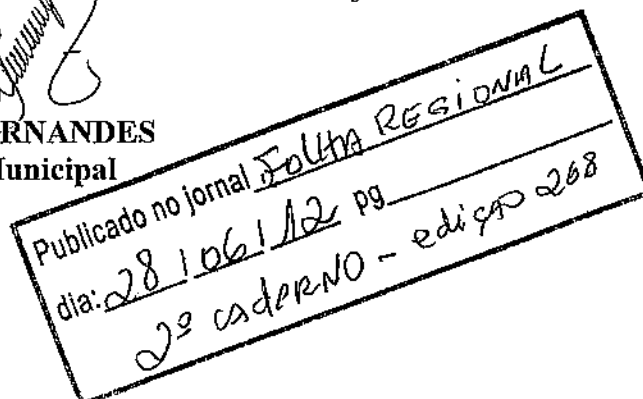 RNANDES
Municipal
Publicado no jornal FOLHA REGIONAL
dia: 28 / 06 / 12 pg
2º CADERNO - edição 268